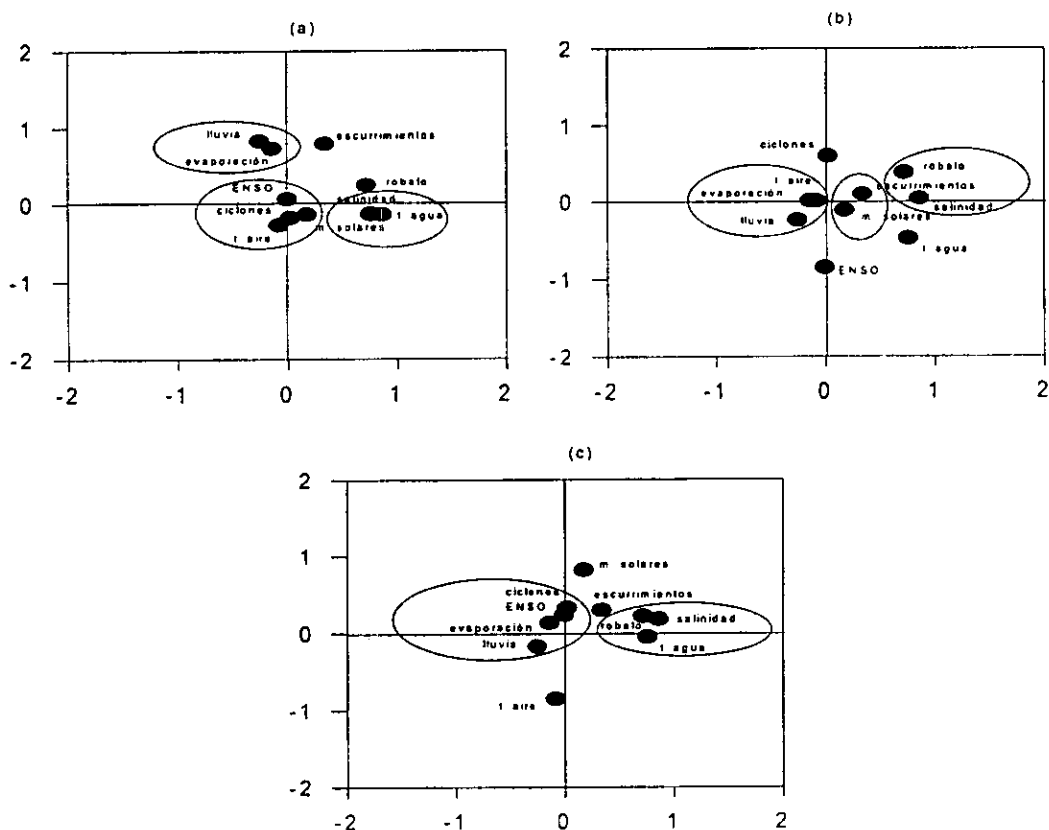 (a)
2
1
0
-1
-2
lluvia
escurrimientos
evaporación
ENSO
robalo
salinidad
ciclones
t agua
t aire
m solares
-2 -1 0 1 2
(b)
2
1
0
-1
-2
ciclones
robalo
t aire
escurrimientos
evaporación
salinidad
lluvia
m solares
t agua
ENSO
-2 -1 0 1 2
(c)
2
1
0
-1
-2
m solares
ciclones
escurrimientos
ENSO
salinidad
evaporación
robalo
lluvia
t agua
t aire
-2 -1 0 1 2